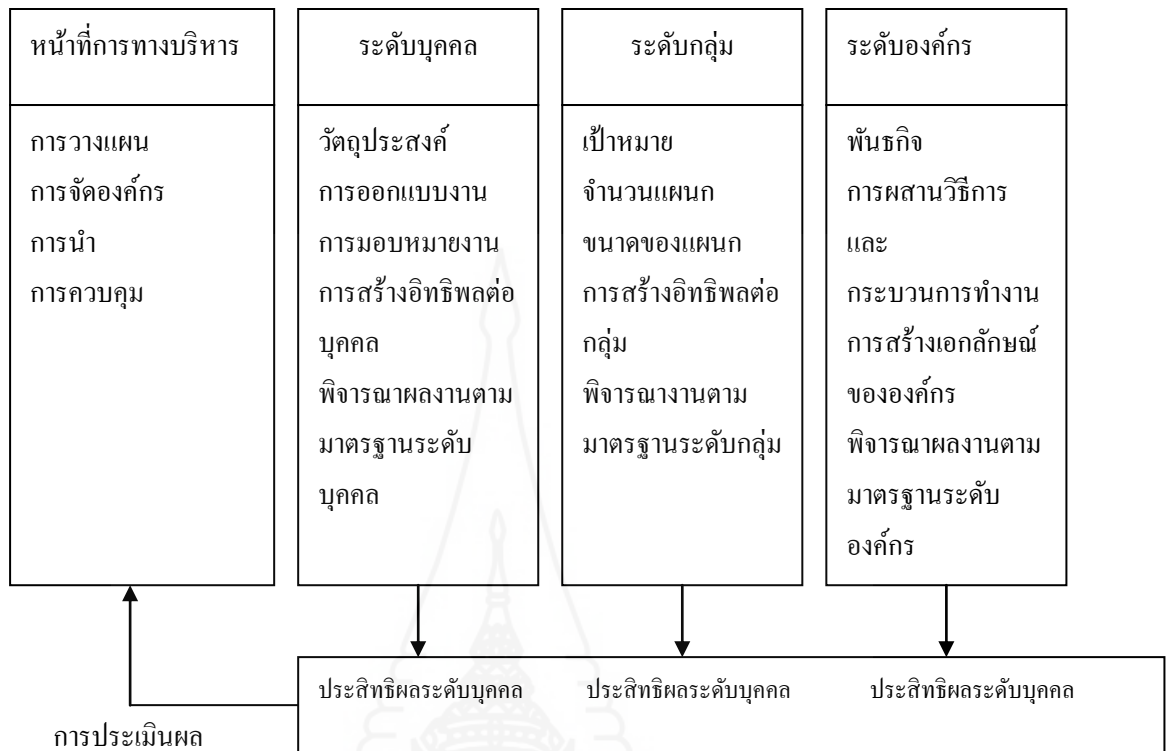 หน้าที่การทางบริหาร
การวางแผน
การจัดองค์กร
การนำ
การควบคุม
ระดับบุคคล
วัตถุประสงค์
การออกแบบงาน
การมอบหมายงาน
การสร้างอิทธิพลต่อ
บุคคล
พิจารณาผลงานตาม
มาตรฐานระดับ
บุคคล
ระดับกลุ่ม
เป้าหมาย
จำนวนแผนก
ขนาดของแผนก
การสร้างอิทธิพลต่อ
กลุ่ม
พิจารณางานตาม
มาตรฐานระดับกลุ่ม
ระดับองค์กร
พันธกิจ
การผสานวิธีการ
และ
กระบวนการทำงาน
การสร้างเอกลักษณ์
ขององค์กร
พิจารณาผลงานตาม
มาตรฐานระดับ
องค์กร
ประสิทธิผลระดับบุคคล
ประสิทธิผลระดับบุคคล
ประสิทธิผลระดับบุคคล
การประเมินผล